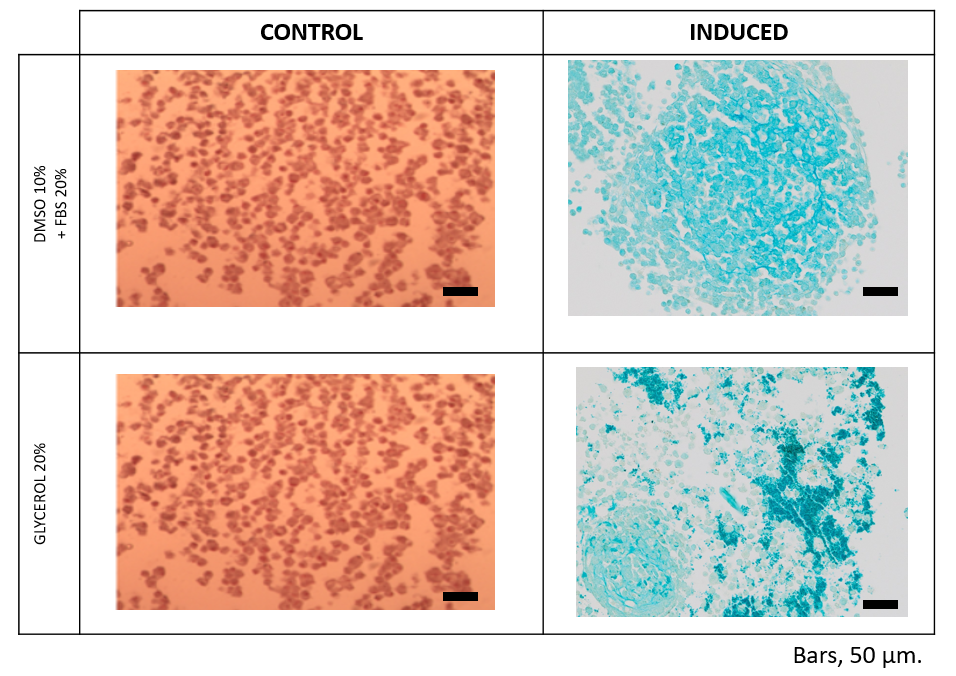 CONTROL
INDUCED
DMSO 10%
+ FBS 20%
GLYCEROL 20%
Bars, 50 µm.